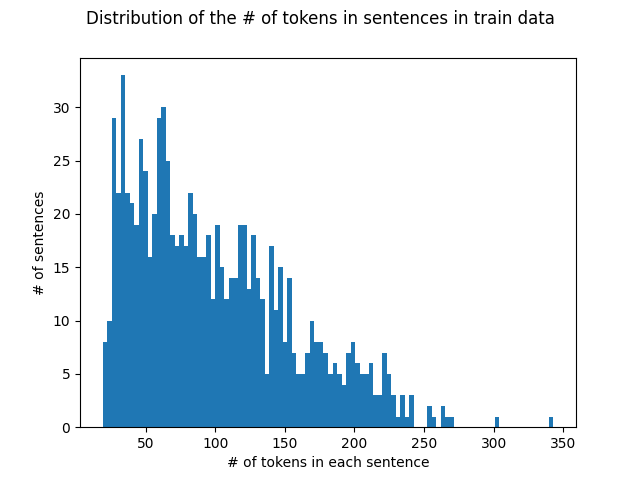 Distribution of the # of tokens in sentences in train data
# of sentences
30
25
20
15
10
5
0
50 100 150 200 250 300 350
# of tokens in each sentence